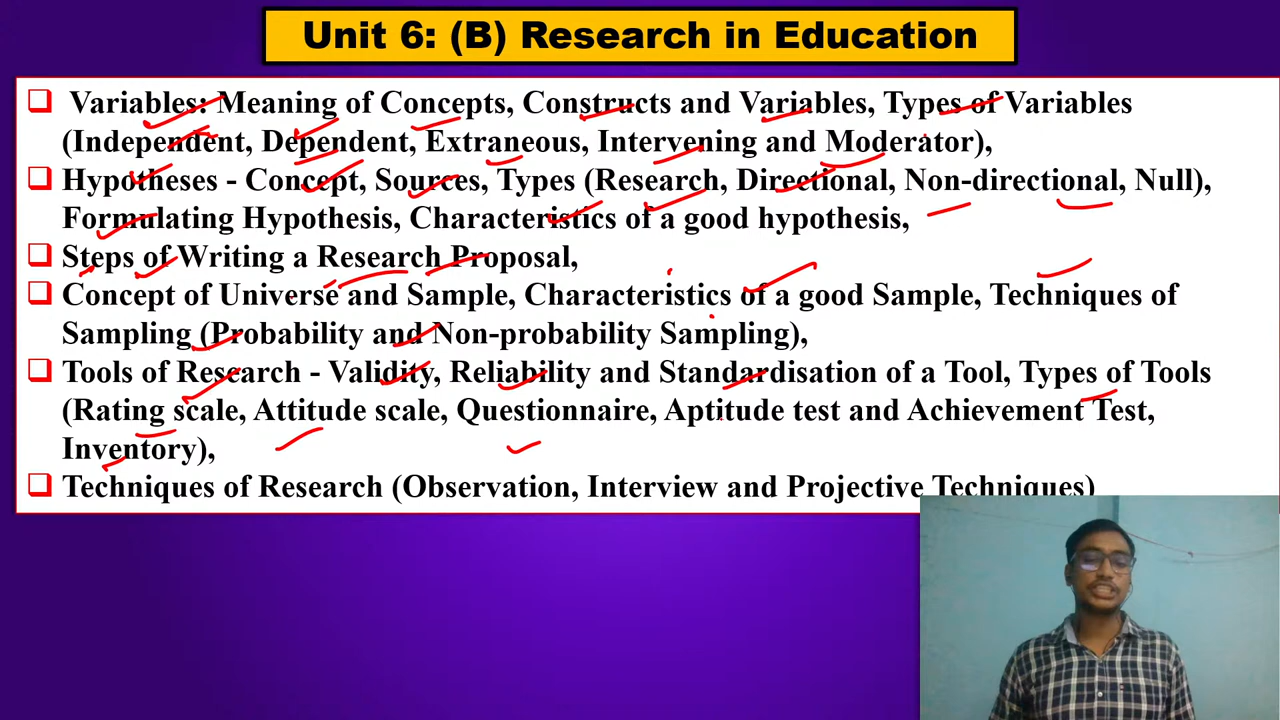 Unit 6: (B) Research in Education
Variables: Meaning of Concepts, Constructs and Variables, Types of Variables
(Independent, Dependent, Extraneous, Intervening and Moderator),
Hypotheses - Concept, Sources, Types (Research, Directional, Non-directional, Null),
Formulating Hypothesis, Characteristics of a good hypothesis,
Steps of Writing a Research Proposal,
Concept of Universe and Sample, Characteristics of a good Sample, Techniques of
Sampling (Probability and Non-probability Sampling),
Tools of Research - Validity, Reliability and Standardisation of a Tool, Types of Tools
(Rating scale, Attitude scale, Questionnaire, Aptitude test and Achievement Test,
Inventory),
Techniques of Research (Observation, Interview and Projective Techniques)